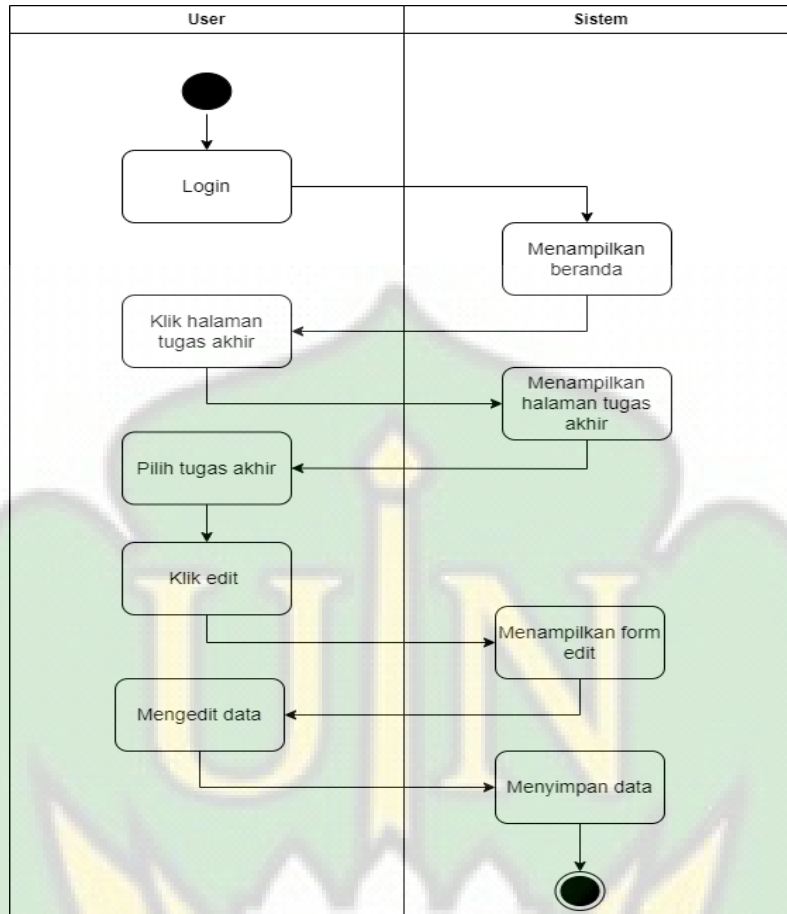 User
Sistem
Login
Menampilkan
beranda
Klik halaman
tugas akhir
Menampilkan
halaman tugas
akhir
Pilih tugas akhir
Klik edit
Menampilkan form
edit
Mengedit data
Menyimpan data
UIN